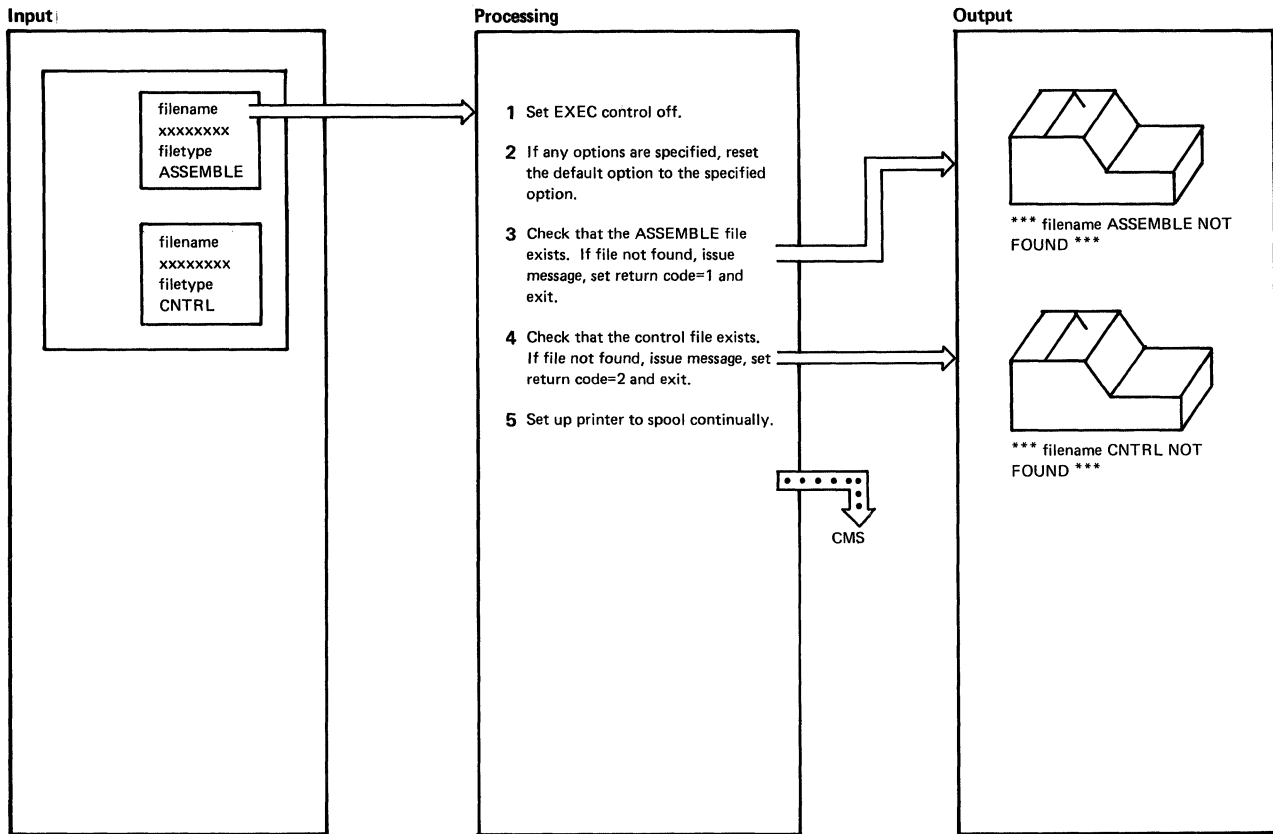 Input
Processing
Output
filename
xxxxxxxx
filetype
ASSEMBLE
filename
xxxxxxxx
filetype
CNTRL
1 Set EXEC control off.
2 If any options are specified, reset
the default option to the specified
option.
3 Check that the ASSEMBLE file
exists. If file not found, issue
message, set return code=1 and
exit.
4 Check that the control file exists.
If file not found, issue message, set
return code=2 and exit.
5 Set up printer to spool continually.
CMS
*** filename ASSEMBLE NOT
FOUND ***
*** filename CNTRL NOT
FOUND ***